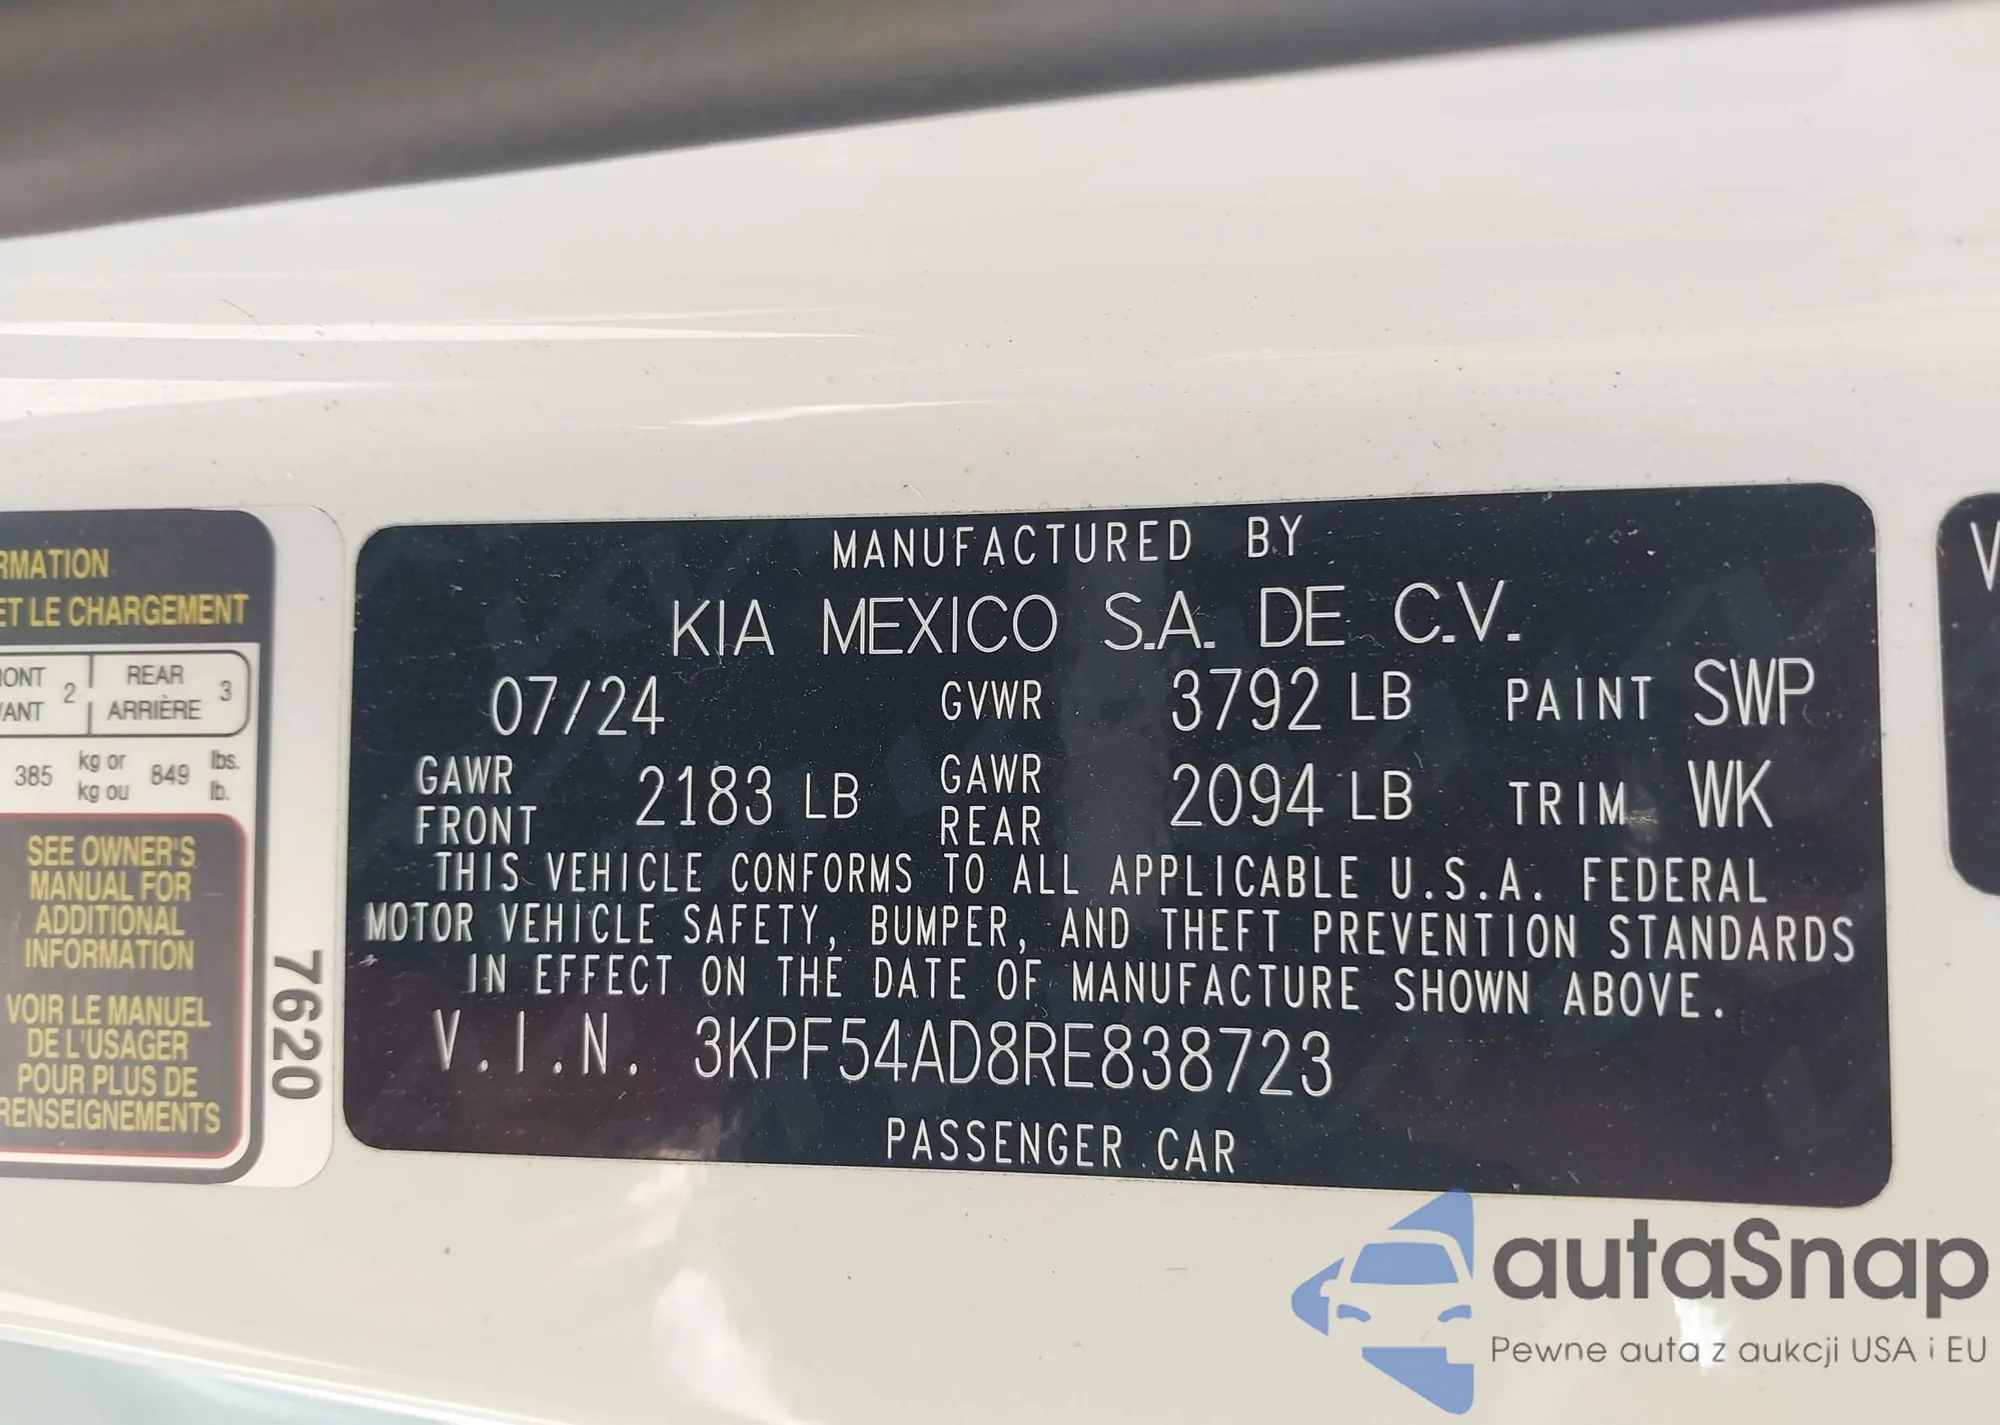 RMATION
ET LE CHARGEMENT
ONT 2 REAR 3
ANT ARRIÈRE
385 kg or 849 lbs.
kg ou lb.
SEE OWNER'S
MANUAL FOR
ADDITIONAL
INFORMATION
VOIR LE MANUEL
DE L'USAGER
POUR PLUS DE
RENSEIGNEMENTS
7620
MANUFACTURED BY
KIA MEXICO S.A. DE C.V.
07/24 GVWR 3792 LB PAINT SWP
GAWR FRONT 2183 LB GAWR REAR 2094 LB TRIM WK
THIS VEHICLE CONFORMS TO ALL APPLICABLE U.S.A. FEDERAL
MOTOR VEHICLE SAFETY, BUMPER, AND THEFT PREVENTION STANDARDS
IN EFFECT ON THE DATE OF MANUFACTURE SHOWN ABOVE.
V.I.N. 3KPF54AD8RE838723
PASSENGER CAR
V
autaSnap
Pewne auta z aukcji USA i EU